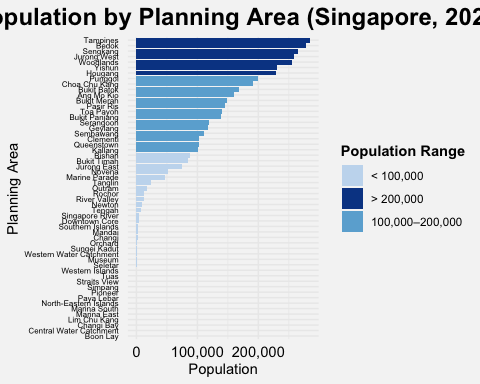 opulation by Planning Area (Singapore, 202
Tampines
Bedok
Sengkang
Jurong West
Woodlands
Yishun
Hougang
Punggol
Choa Chu Kang
Bukit Batok
Ang Mo Kio
Bukit Merah
Pasir Ris
Toa Payoh
Bukit Panjang
Serangoon
Geylang
Sembawang
Clementi
Queenstown
Kallang
Bishan
Bukit Timah
Jurong East
Novena
Marine Parade
Tanglin
Outram
Rochor
River Valley
Newton
Tengah
Singapore River
Downtown Core
Southern Islands
Mandai
Changi
Orchard
Sungei Kadut
Western Water Catchment
Museum
Seletar
Western Islands
Tuas
Straits View
Simpang
Pioneer
Paya Lebar
North-Eastern Islands
Marina South
Marina East
Lim Chu Kang
Changi Bay
Central Water Catchment
Boon Lay
Planning Area
0 100,000 200,000
Population
Population Range
< 100,000
> 200,000
100,000–200,000